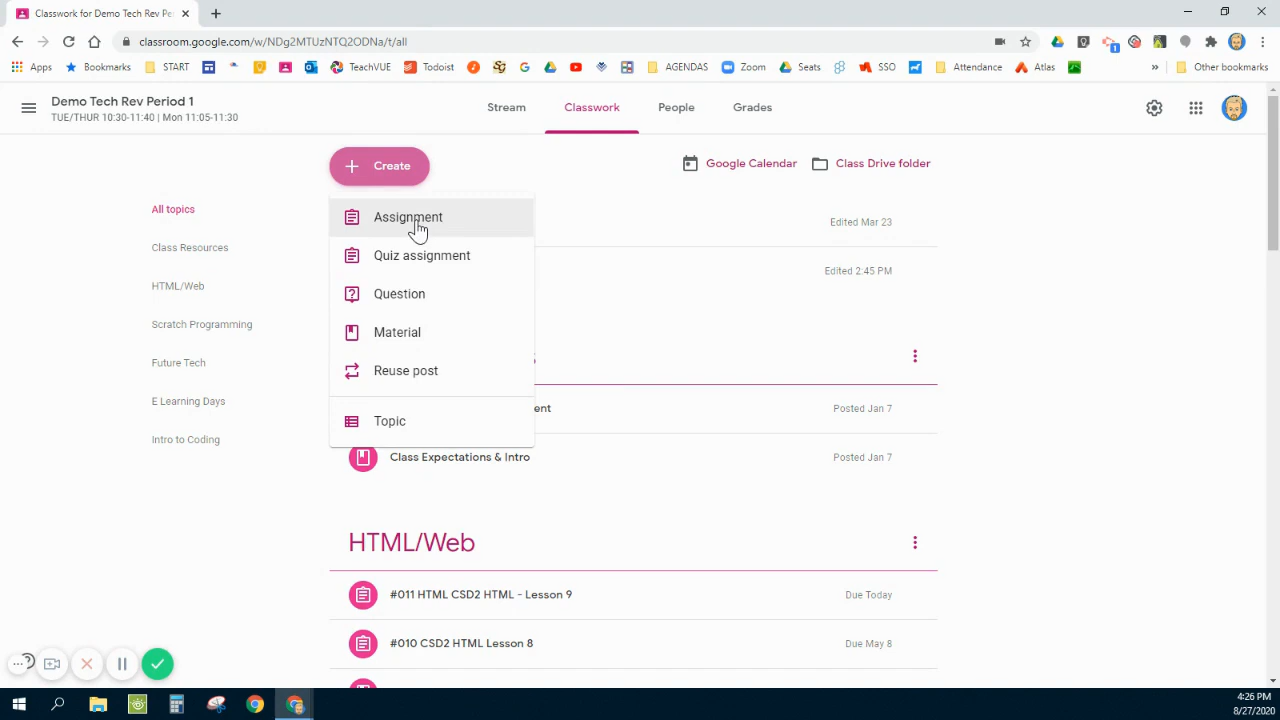 Classwork for Demo Tech Rev Pe
classroom.google.com/w/NDg2MTUzNTQ2ODNa/t/all
1
Apps Bookmarks START TeachVUE Todoist AGENDAS Zoom Seats SSO Attendance Atlas » Other bookmarks
Demo Tech Rev Period 1
TUE/THUR 10:30-11:40 | Mon 11:05-11:30
Stream Classwork People Grades
Create
Google Calendar Class Drive folder
All topics
Class Resources
HTML/Web
Scratch Programming
Future Tech
E Learning Days
Intro to Coding
Assignment
Quiz assignment
Question
Material
Reuse post
Topic
Edited Mar 23
Edited 2:45 PM
ent Posted Jan 7
Class Expectations & Intro Posted Jan 7
HTML/Web
#011 HTML CSD2 HTML - Lesson 9 Due Today
#010 CSD2 HTML Lesson 8 Due May 8
4:26 PM
8/27/2020